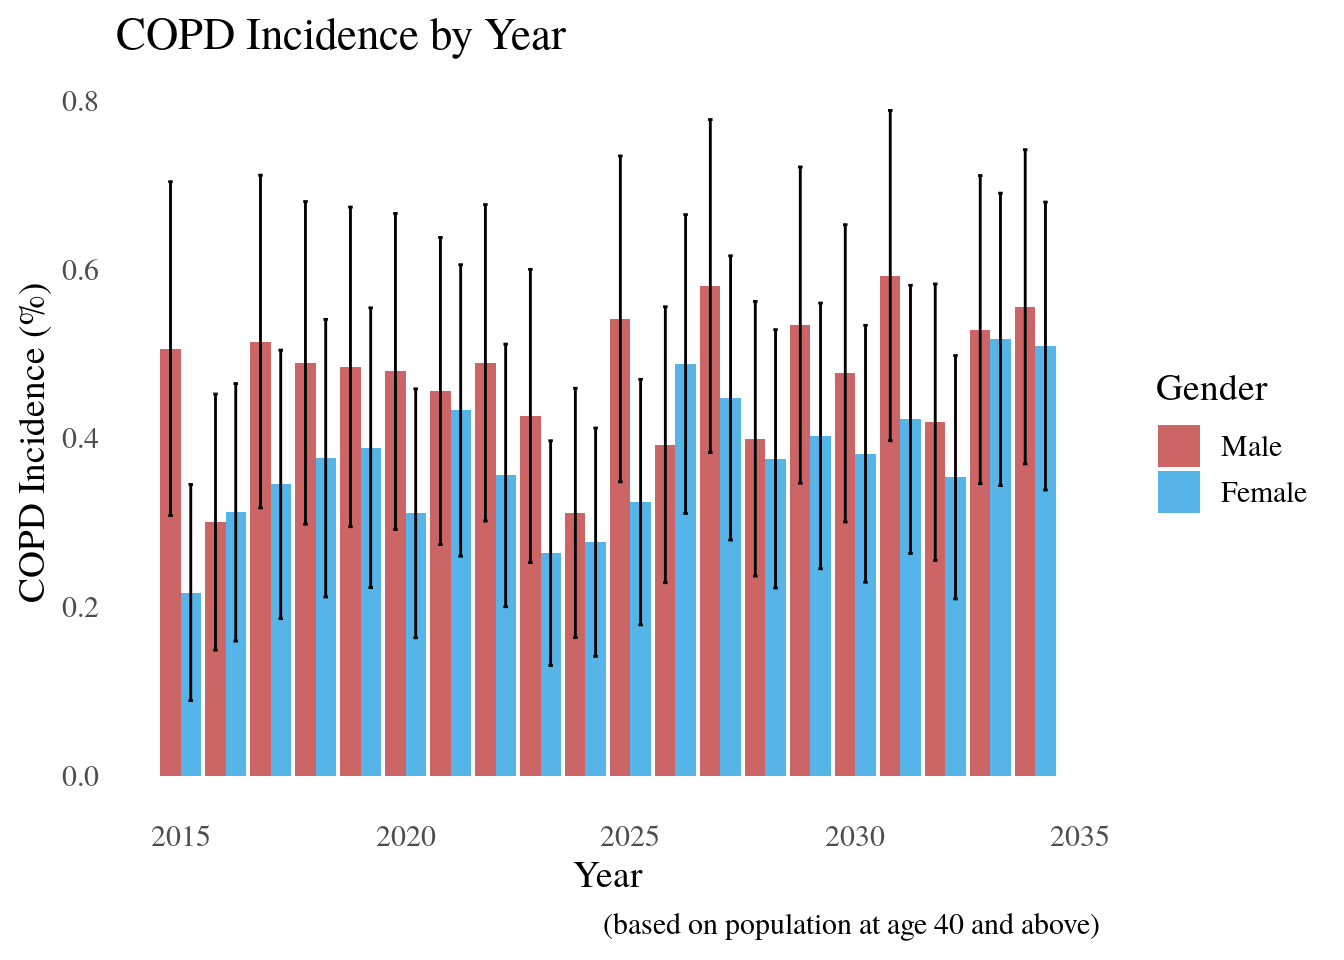 COPD Incidence by Year
0.8
0.6
0.4
0.2
0.0
COPD Incidence (%)
2015 2020 2025 2030 2035
Year
(based on population at age 40 and above)
Gender
Male
Female